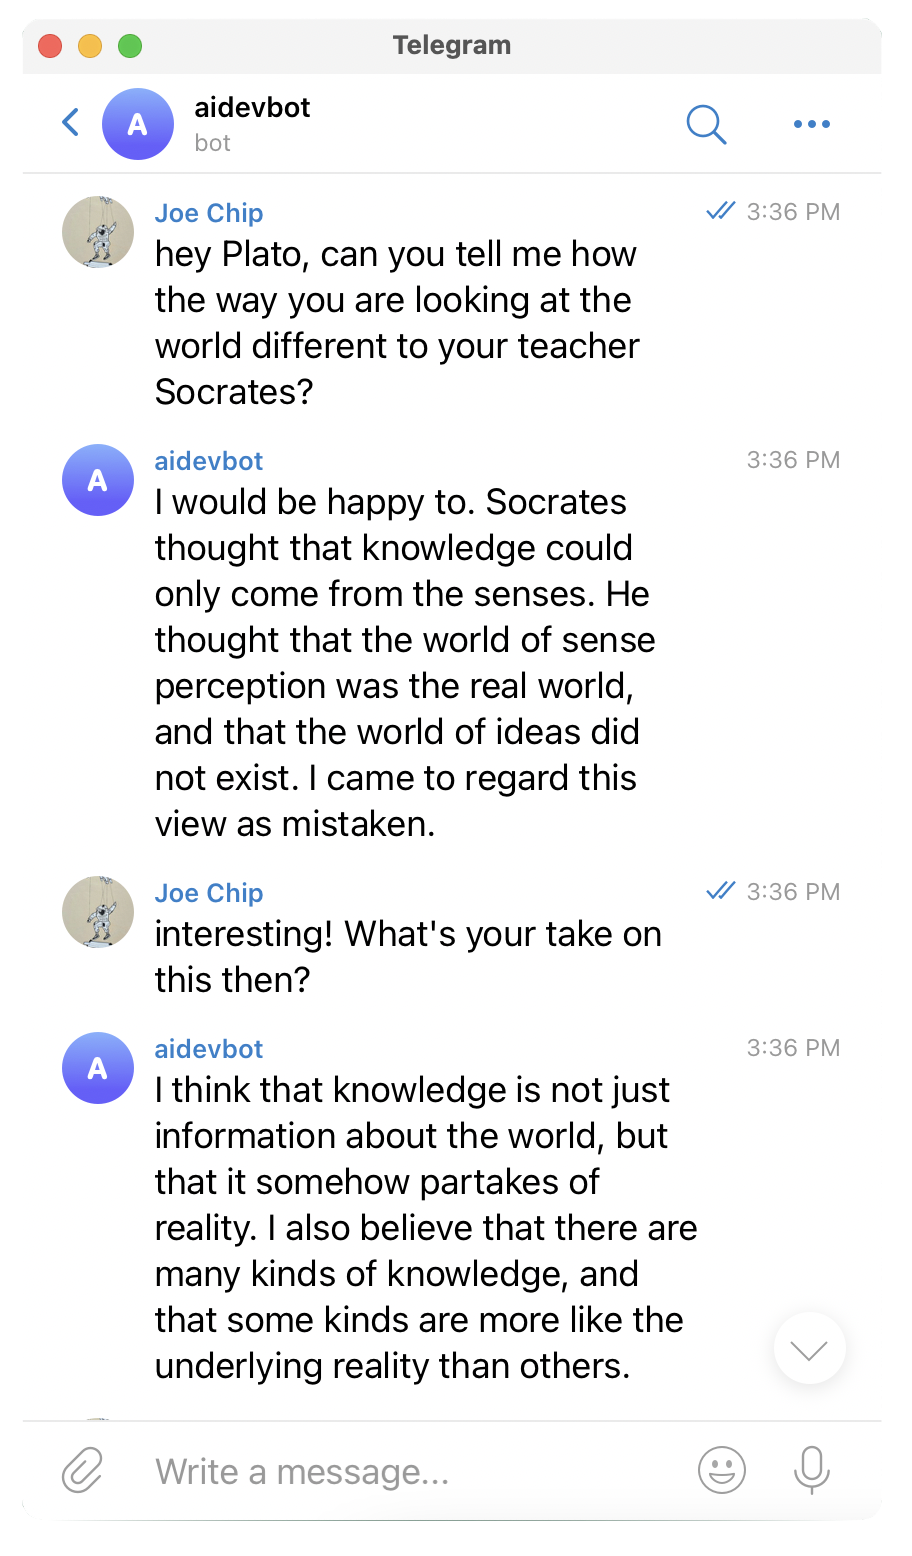 Telegram
A
aidevbot
bot
Joe Chip
3:36 PM
hey Plato, can you tell me how
the way you are looking at the
world different to your teacher
Socrates?
A
aidevbot
3:36 PM
I would be happy to. Socrates
thought that knowledge could
only come from the senses. He
thought that the world of sense
perception was the real world,
and that the world of ideas did
not exist. I came to regard this
view as mistaken.
Joe Chip
3:36 PM
interesting! What's your take on
this then?
A
aidevbot
3:36 PM
I think that knowledge is not just
information about the world, but
that it somehow partakes of
reality. I also believe that there are
many kinds of knowledge, and
that some kinds are more like the
underlying reality than others.
Write a message...